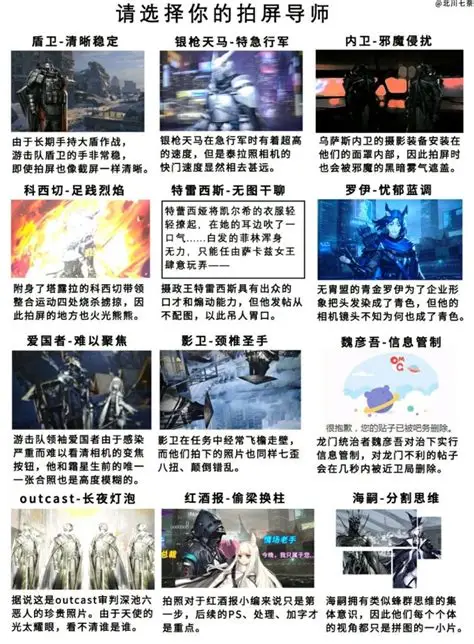 @北川七奈
请选择你的拍屏导师
盾卫-清晰稳定
由于长期手持大盾作战,
游击队盾卫的手非常稳,
即使拍屏也像截屏一样清晰。
银枪天马-特急行军
银枪天马在急行军时有着超高
的速度，但是泰拉照相机的
快门速度显然相去甚远。
内卫-邪魔侵扰
乌萨斯内卫的摄影装备安装在
他们的面罩内部，因此拍屏时
也会被邪魔的黑暗雾气遮盖。
科西切-足践烈焰
附身了塔露拉的科西切带领
整合运动四处烧杀掳掠，因
此拍屏的地方也火光熊熊。
特雷西斯-无图干聊
特蕾西娅将凯尔希的衣服轻
轻撩起，在她的耳边吹了一
口气……白发的菲林浑身
无力，只能任由萨卡兹女王
肆意玩弄——
摄政王特雷西斯具有出众的
口才和煽动能力，但他发帖从
不配图，以此吊人胃口。
罗伊-忧郁蓝调
无胄盟的青金罗伊为了企业形
象把头发染成了青色，但他的
相机镜头不知为何也成了青色。
爱国者-难以聚焦
游击队领袖爱国者由于感染
严重而难以看清相机的变焦
按钮，他和霜星生前的唯一
一张合照也是高度模糊的。
影卫-颈椎圣手
影卫在任务中经常飞檐走壁，
而他们拍下的照片也同样七歪
八扭、颠倒错乱。
魏彦吾-信息管制
OMG
很抱歉，您的贴子已被吧务删除。
龙门统治者魏彦吾对治下实行
信息管制，对龙门不利的帖子
会在几秒内被近卫局删除。
outcast-长夜灯泡
据说这是outcast审判深池六
恶人的珍贵照片。由于天使的
光太耀眼，看不清谁是谁。
红酒报-偷梁换柱
情场老手
总裁
今晚，我只属于您...
拍照对于红酒报小编来说只是第
一步，后续的PS、处理、加字才
是重点。
海嗣-分割思维
海嗣拥有类似蜂群思维的集
体意识，因此他们每个个体
的视角都只是拼图的一小片。